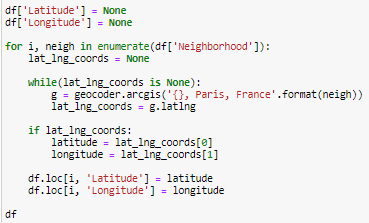 df['Latitude'] = None
df['Longitude'] = None
for i, neigh in enumerate(df['Neighborhood']):
    lat_lng_coords = None
    while(lat_lng_coords is None):
        g = geocoder.arcgis('{}, Paris, France'.format(neigh))
        lat_lng_coords = g.latlng
    if lat_lng_coords:
        latitude = lat_lng_coords[0]
        longitude = lat_lng_coords[1]
    df.loc[i, 'Latitude'] = latitude
    df.loc[i, 'Longitude'] = longitude
df